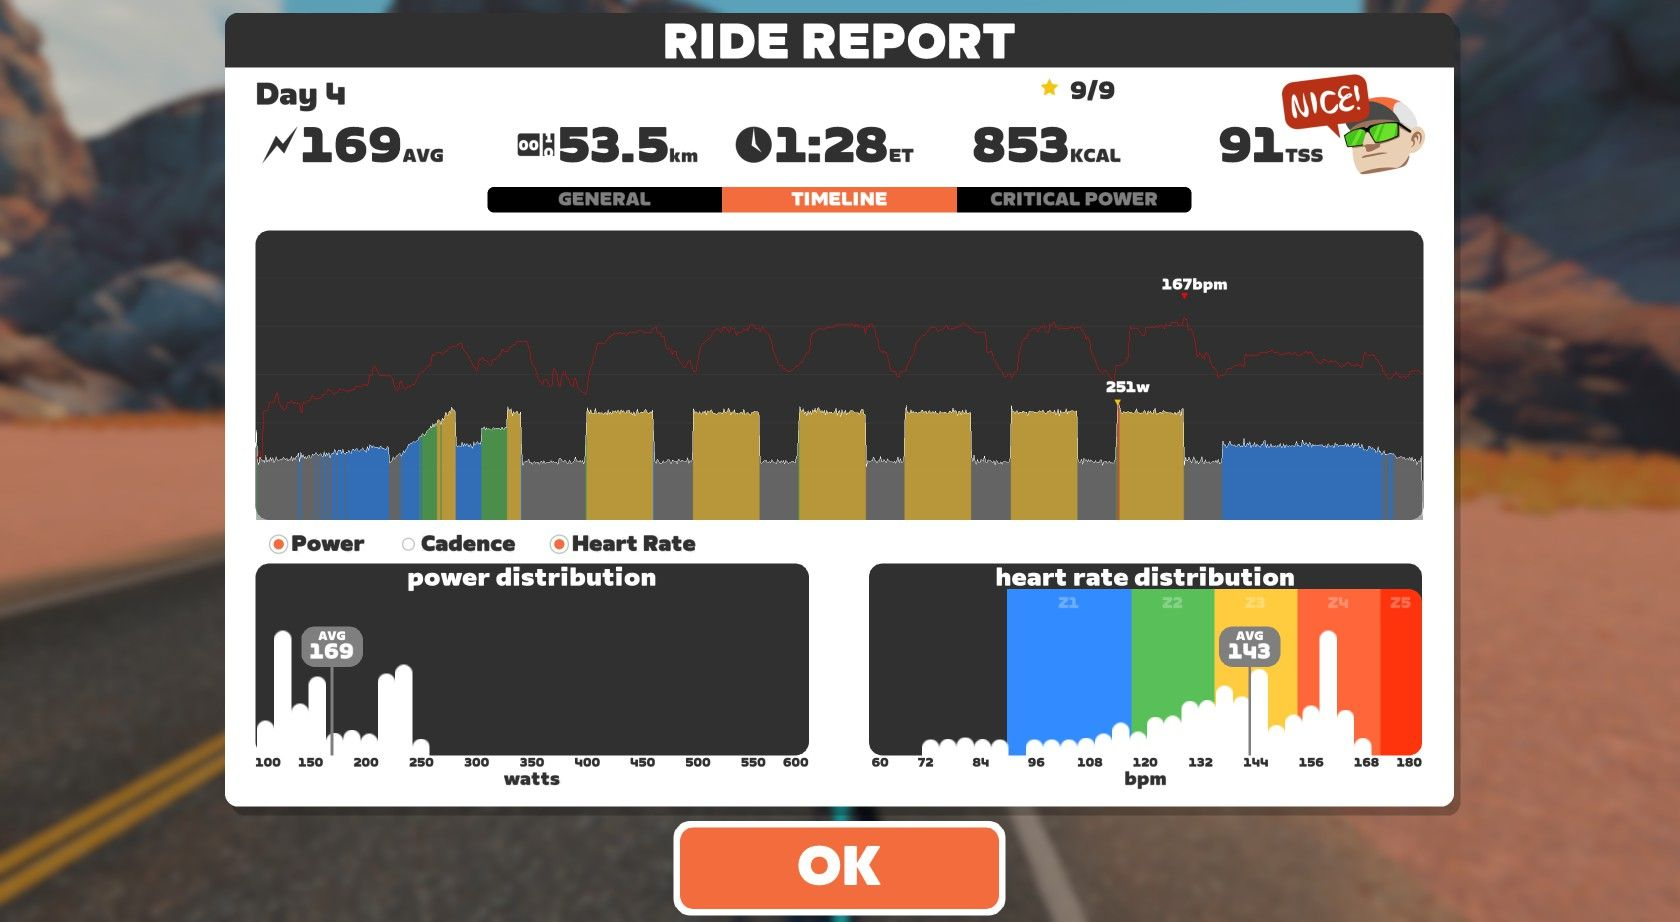 RIDE REPORT
Day 4
9/9
NICE!
169AVG
53.5km
1:28ET
853KCAL
91TSS
GENERAL
TIMELINE
CRITICAL POWER
167bpm
251w
Power
Cadence
Heart Rate
power distribution
AVG
169
100 150 200 250 300 350 400 450 500 550 600
watts
heart rate distribution
Z1 Z2 Z3 Z4 Z5
AVG
143
60 72 84 96 108 120 132 144 156 168 180
bpm
OK